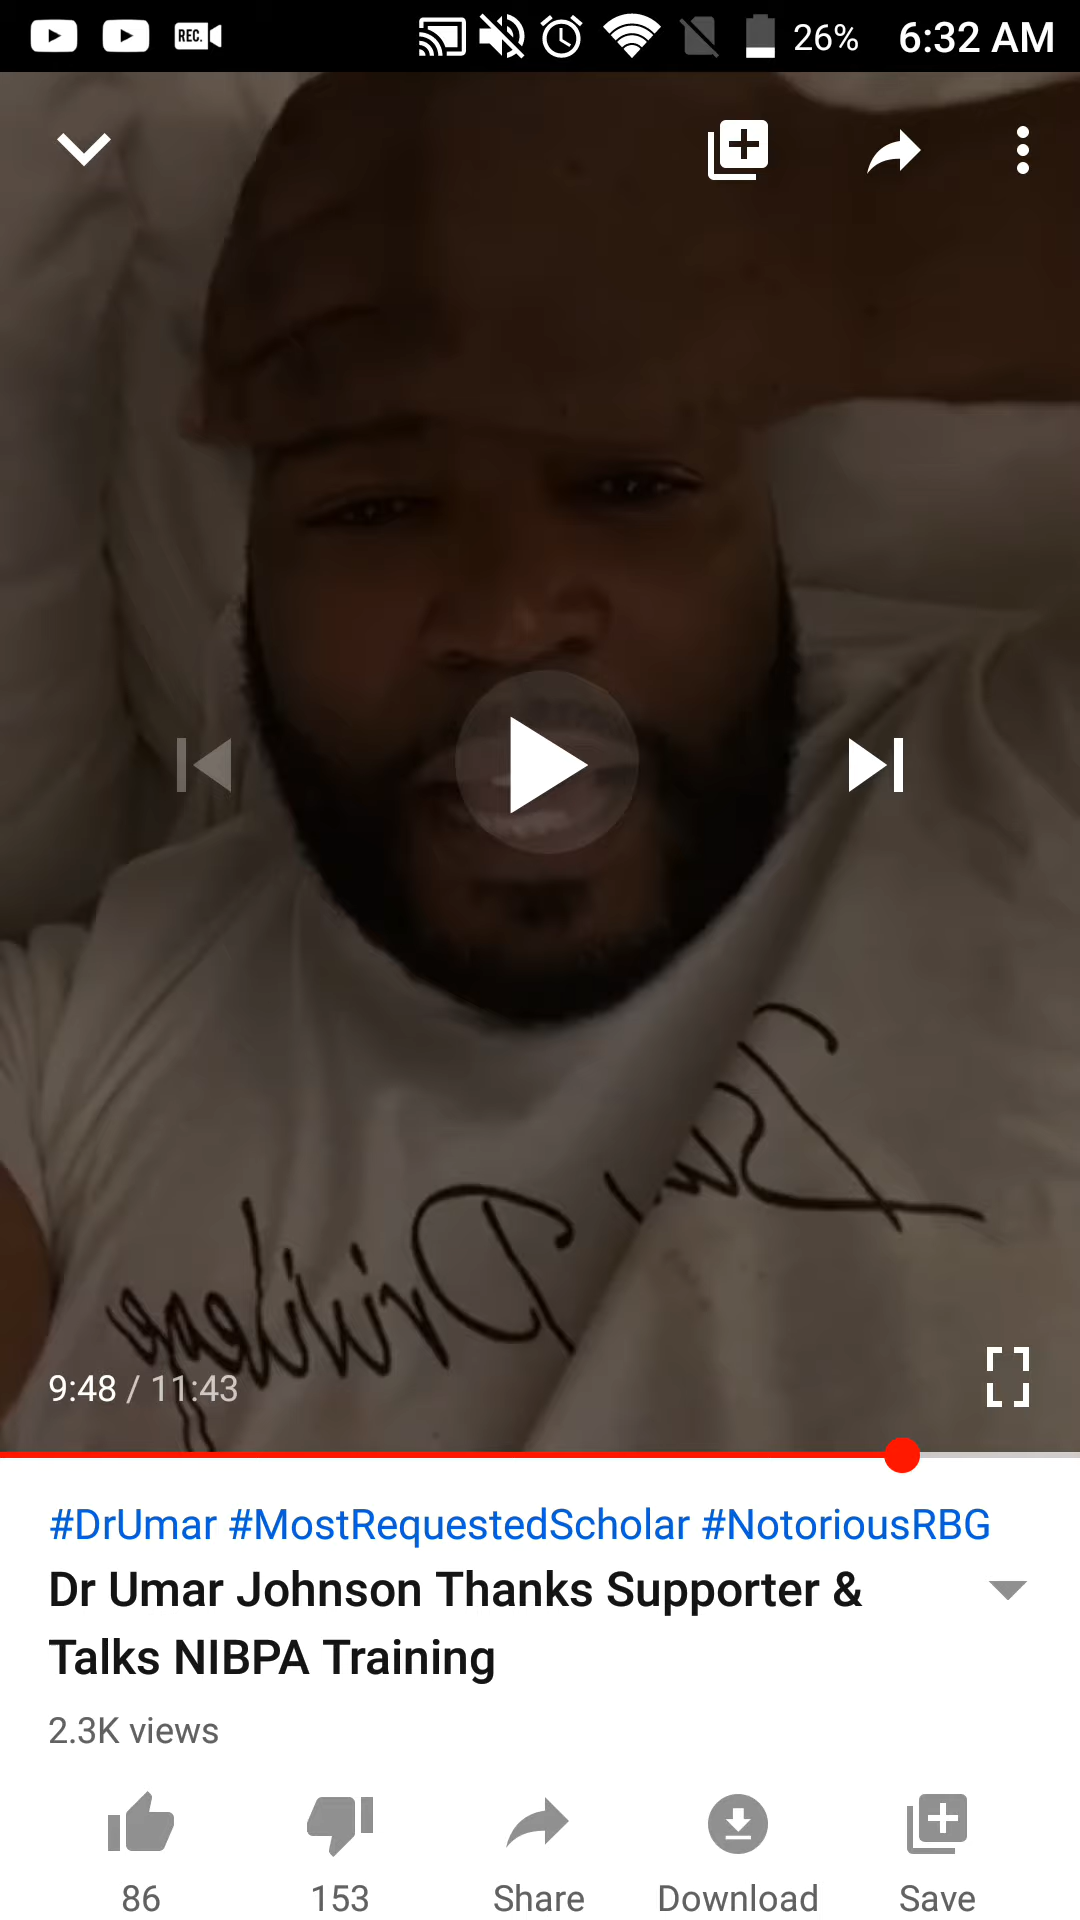 REC.
26%
6:32 AM
9:48 / 11:43
#DrUmar #MostRequestedScholar #NotoriousRBG
Dr Umar Johnson Thanks Supporter &
Talks NIBPA Training
2.3K views
86
153
Share
Download
Save